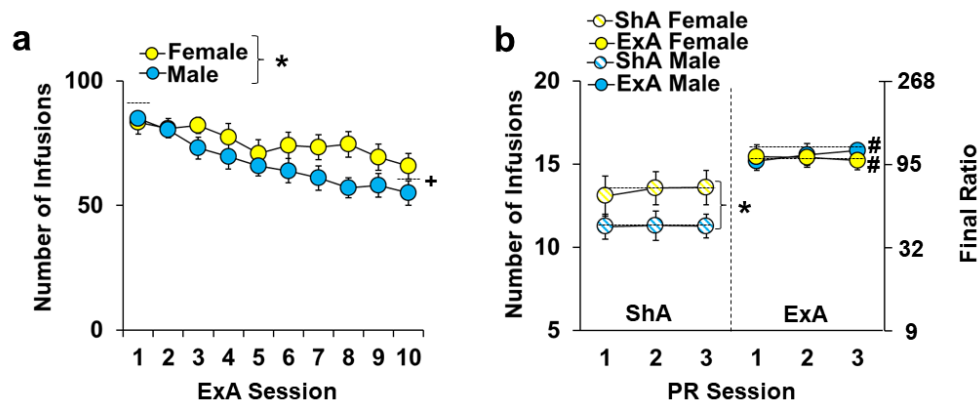 a
Female
Male
*
Number of Infusions
100
50
0
+
1 2 3 4 5 6 7 8 9 10
ExA Session
b
ShA Female
ExA Female
ShA Male
ExA Male
Number of Infusions
20
15
10
5
*
#
#
ShA
ExA
268
95
32
9
Final Ratio
1 2 3 1 2 3
PR Session